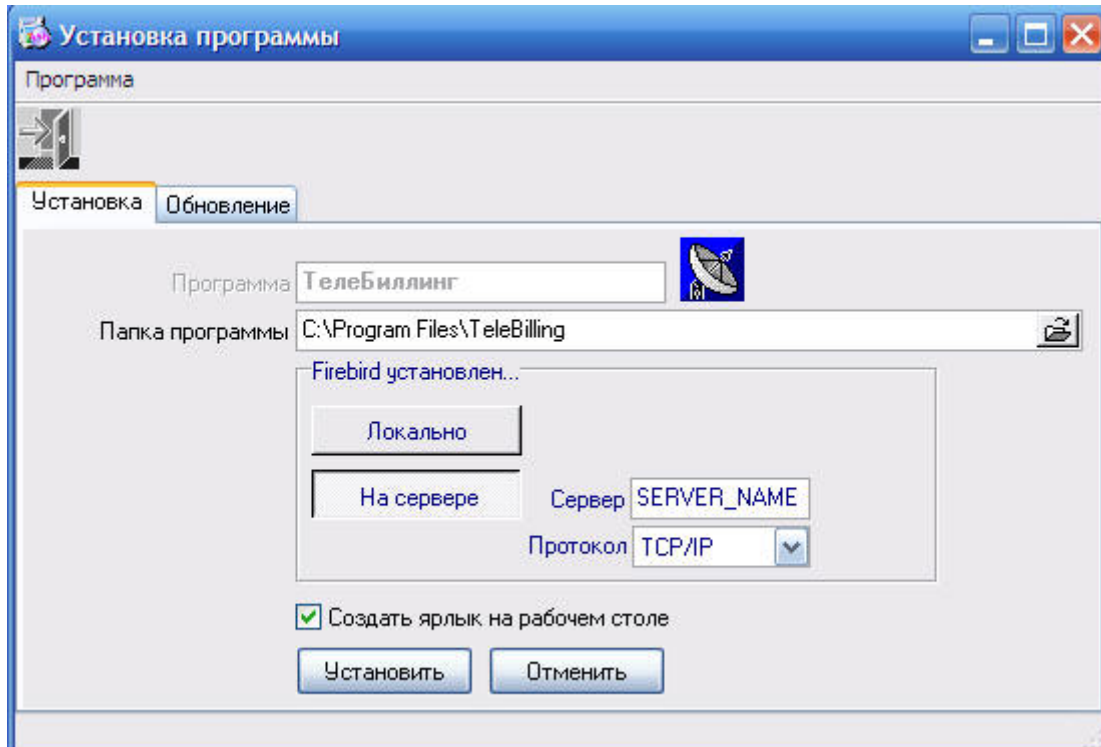 Установка программы
Программа
Установка Обновление
Программа ТелеБиллинг
Папка программы C:\Program Files\TeleBilling
Firebird установлен...
Локально
На сервере Сервер SERVER_NAME
Протокол TCP/IP
Создать ярлык на рабочем столе
Установить Отменить